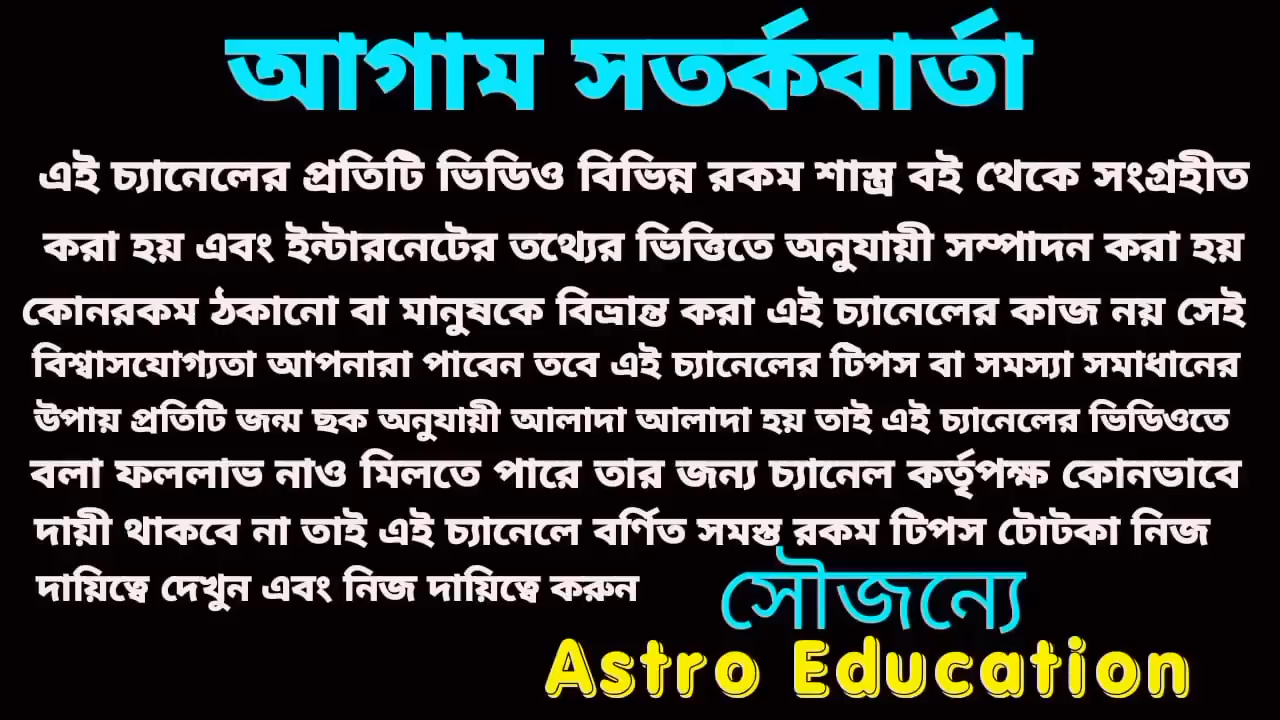 আগাম সতর্কবার্তা
এই চ্যানেলের প্রতিটি ভিডিও বিভিন্ন রকম শাস্ত্র বই থেকে সংগ্রহীত
করা হয় এবং ইন্টারনেটের তথ্যের ভিত্তিতে অনুযায়ী সম্পাদন করা হয়
কোনরকম ঠকানো বা মানুষকে বিভ্রান্ত করা এই চ্যানেলের কাজ নয় সেই
বিশ্বাসযোগ্যতা আপনারা পাবেন তবে এই চ্যানেলের টিপস বা সমস্যা সমাধানের
উপায় প্রতিটি জন্ম ছক অনুযায়ী আলাদা আলাদা হয় তাই এই চ্যানেলের ভিডিওতে
বলা ফললাভ নাও মিলতে পারে তার জন্য চ্যানেল কর্তৃপক্ষ কোনভাবে
দায়ী থাকবে না তাই এই চ্যানেলে বর্ণিত সমস্ত রকম টিপস টোটকা নিজ
দায়িত্বে দেখুন এবং নিজ দায়িত্বে করুন
সৌজন্যে
Astro Education